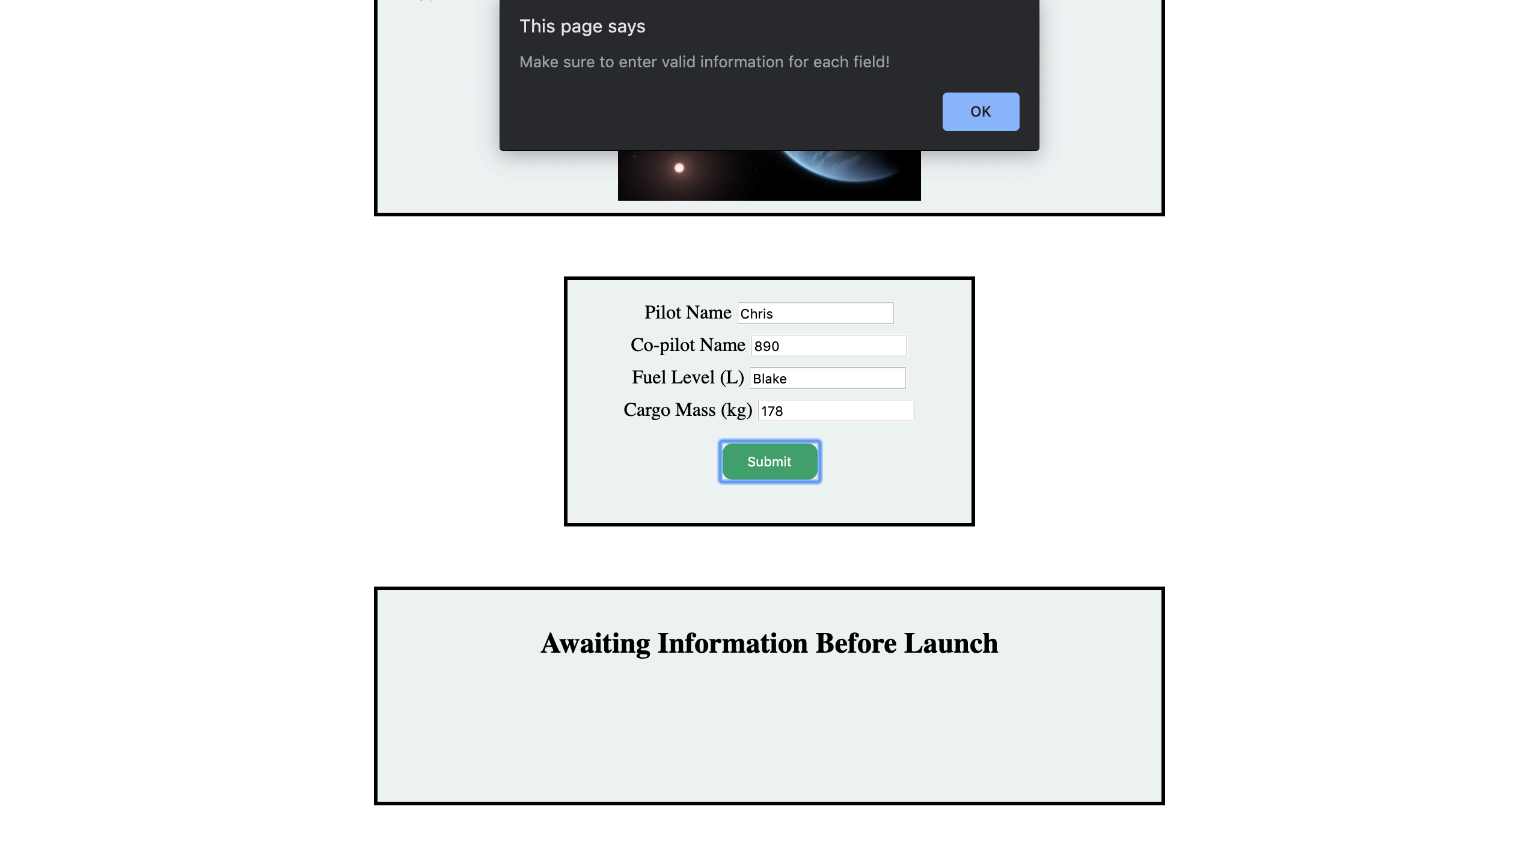 This page says
Make sure to enter valid information for each field!
OK
Pilot Name Chris
Co-pilot Name 890
Fuel Level (L) Blake
Cargo Mass (kg) 178
Submit
Awaiting Information Before Launch